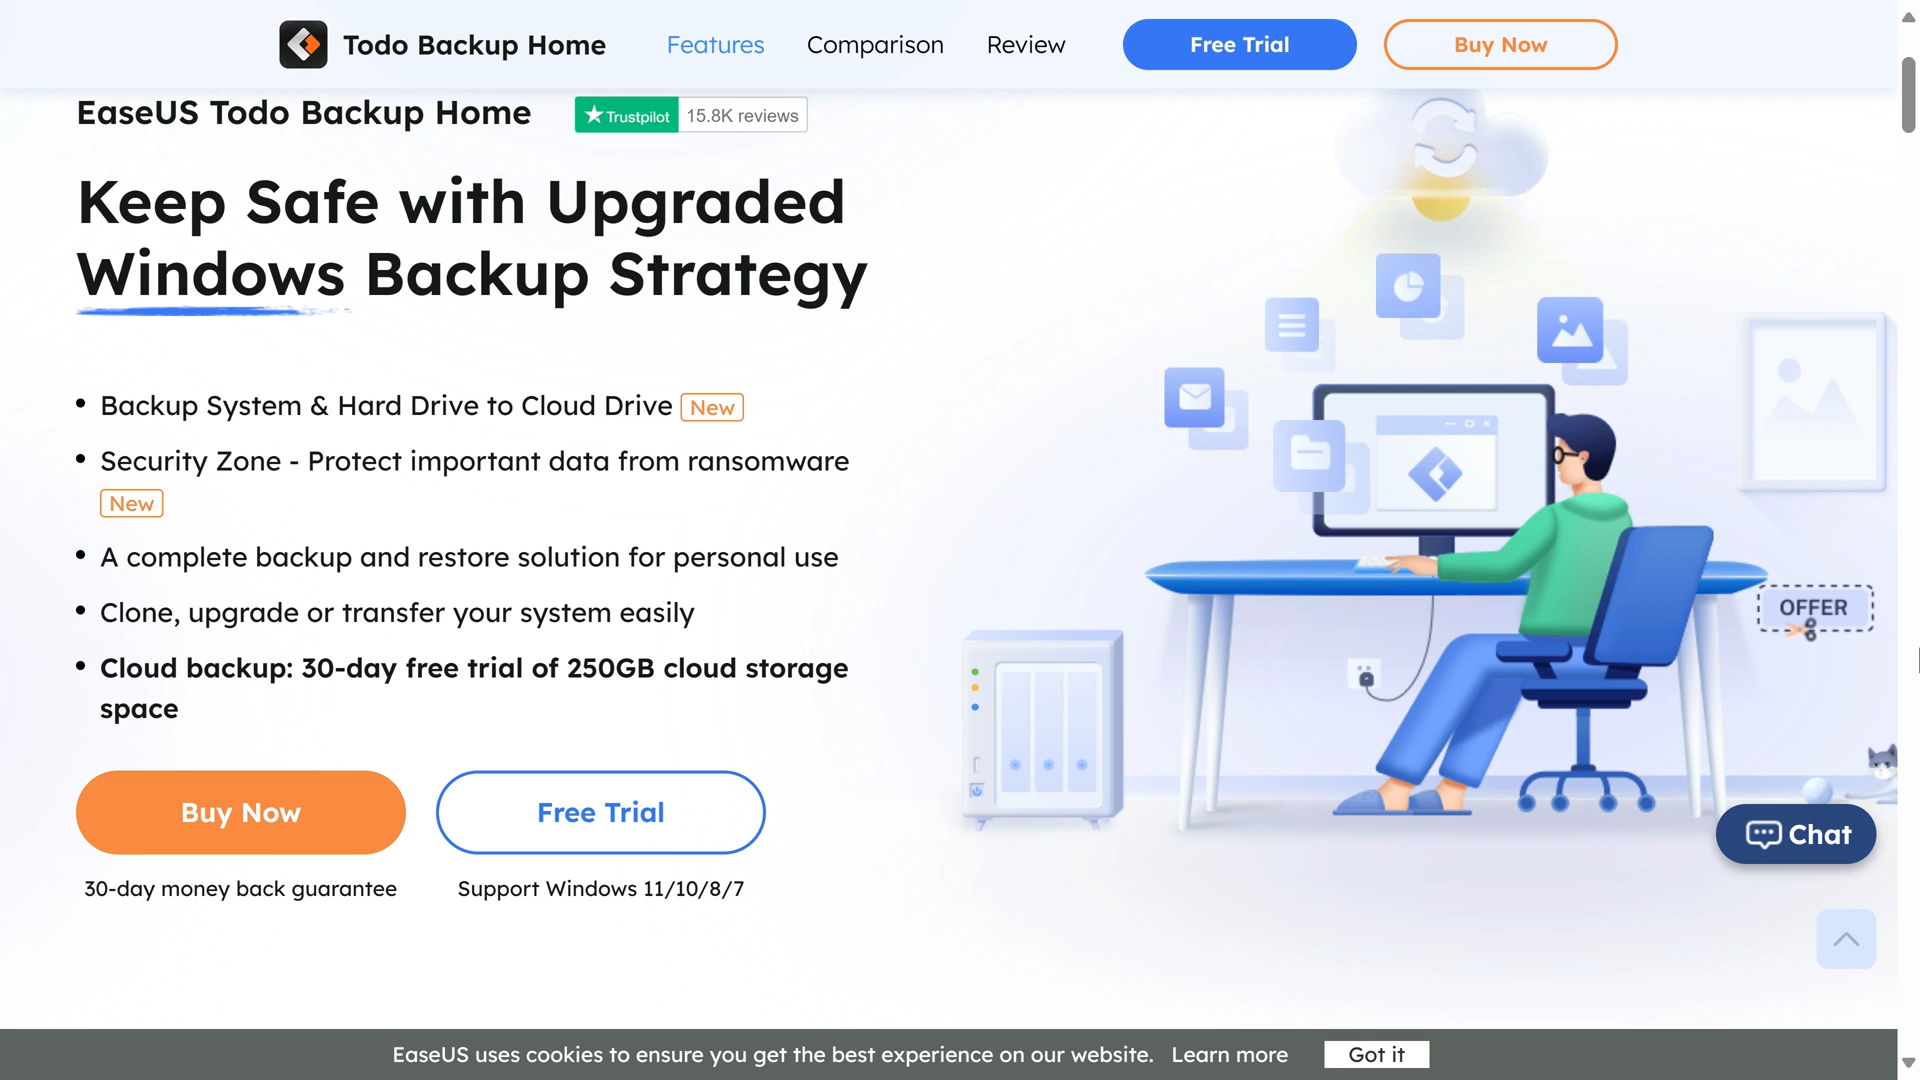 Todo Backup Home
Features
Comparison
Review
Free Trial
Buy Now
EaseUS Todo Backup Home
Trustpilot
15.8K reviews
Keep Safe with Upgraded
Windows Backup Strategy
Backup System & Hard Drive to Cloud Drive New
Security Zone - Protect important data from ransomware
New
A complete backup and restore solution for personal use
Clone, upgrade or transfer your system easily
Cloud backup: 30-day free trial of 250GB cloud storage
space
Buy Now
Free Trial
30-day money back guarantee
Support Windows 11/10/8/7
OFFER
Chat
EaseUS uses cookies to ensure you get the best experience on our website. Learn more
Got it